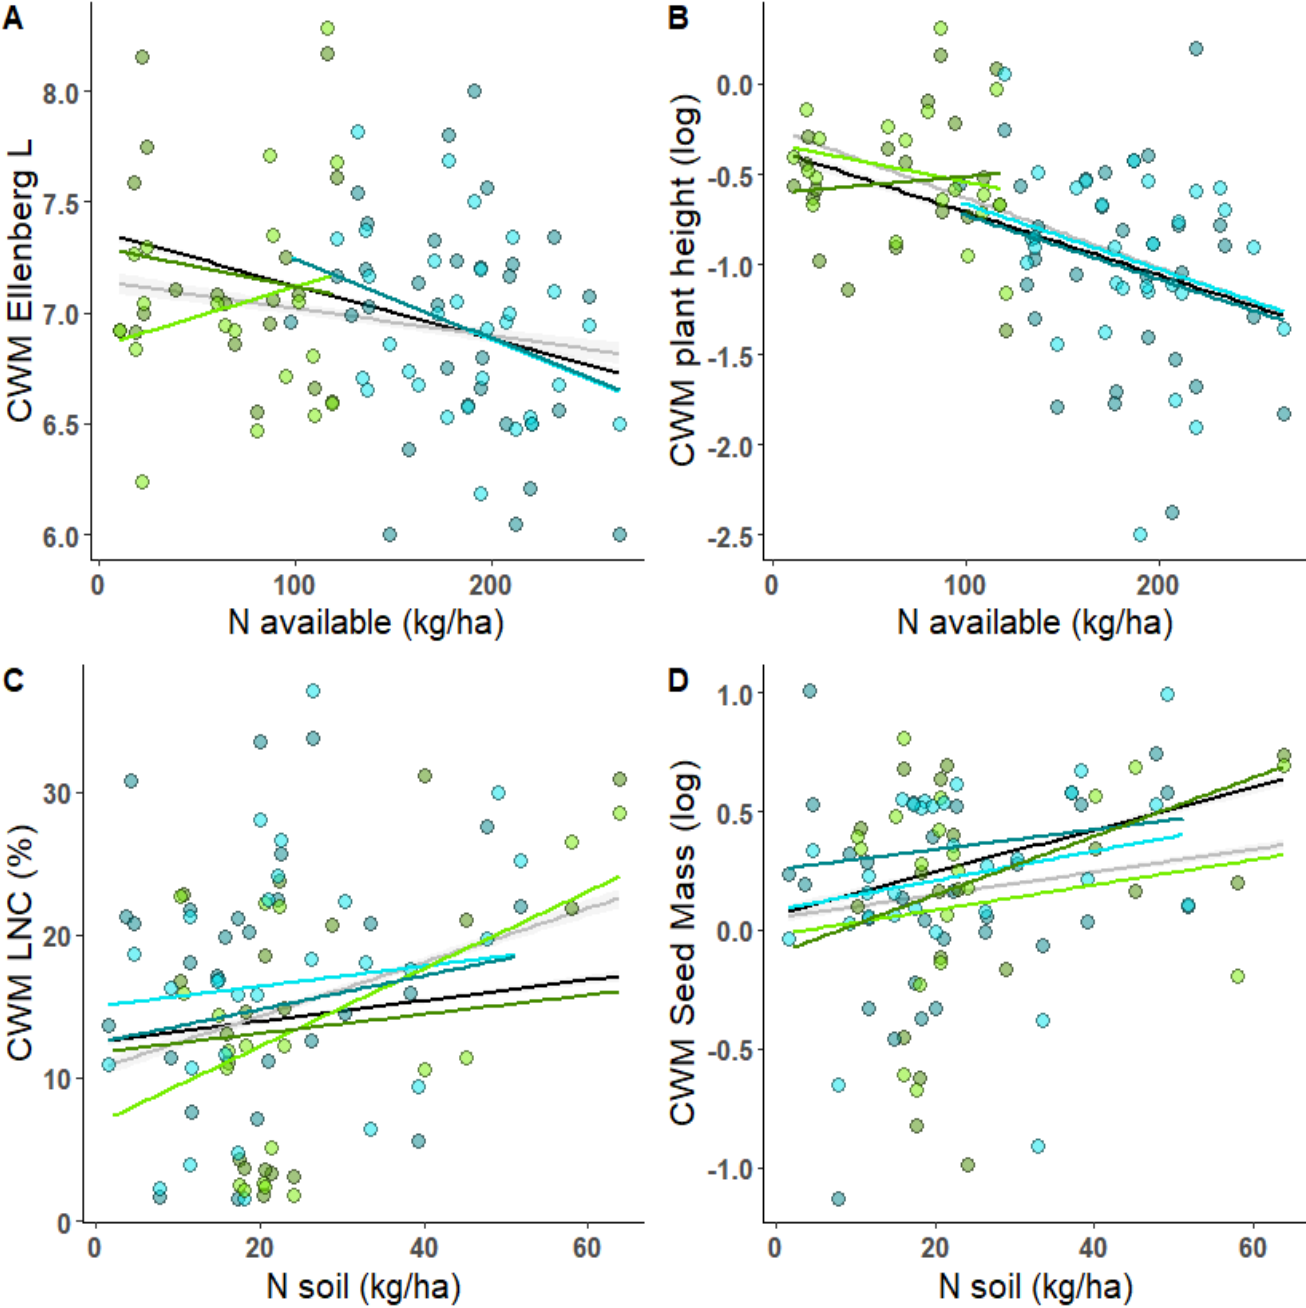 A
CWM Ellenberg L
8.0
7.5
7.0
6.5
6.0
0 100 200
N available (kg/ha)
B
CWM plant height (log)
0.0
-0.5
-1.0
-1.5
-2.0
-2.5
0 100 200
N available (kg/ha)
C
CWM LNC (%)
30
20
10
0
0 20 40 60
N soil (kg/ha)
D
CWM Seed Mass (log)
1.0
0.5
0.0
-0.5
-1.0
0 20 40 60
N soil (kg/ha)